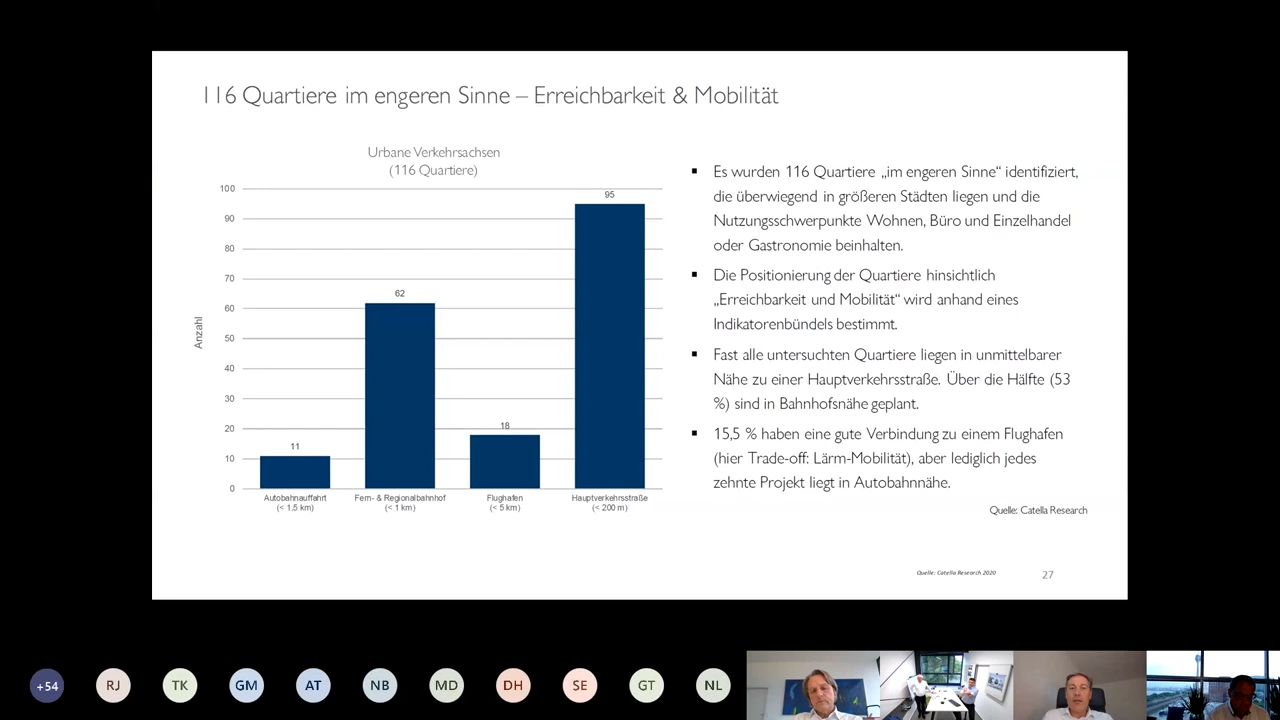 116 Quartiere im engeren Sinne – Erreichbarkeit & Mobilität
Urbane Verkehrsachsen
(116 Quartiere)
Anzahl
100
90
80
70
60
50
40
30
20
10
0
11
62
18
95
Autobahnauffahrt
(< 1,5 km)
Fern- & Regionalbahnhof
(< 1 km)
Flughafen
(< 5 km)
Hauptverkehrsstraße
(< 200 m)
▪ Es wurden 116 Quartiere „im engeren Sinne“ identifiziert,
die überwiegend in größeren Städten liegen und die
Nutzungsschwerpunkte Wohnen, Büro und Einzelhandel
oder Gastronomie beinhalten.
▪ Die Positionierung der Quartiere hinsichtlich
„Erreichbarkeit und Mobilität“ wird anhand eines
Indikatorenbündels bestimmt.
▪ Fast alle untersuchten Quartiere liegen in unmittelbarer
Nähe zu einer Hauptverkehrsstraße. Über die Hälfte (53
%) sind in Bahnhofsnähe geplant.
▪ 15,5 % haben eine gute Verbindung zu einem Flughafen
(hier Trade-off: Lärm-Mobilität), aber lediglich jedes
zehnte Projekt liegt in Autobahnnähe.
Quelle: Catella Research
Quelle: Catella Research 2020
27
+54
RJ
TK
GM
AT
NB
MD
DH
SE
GT
NL